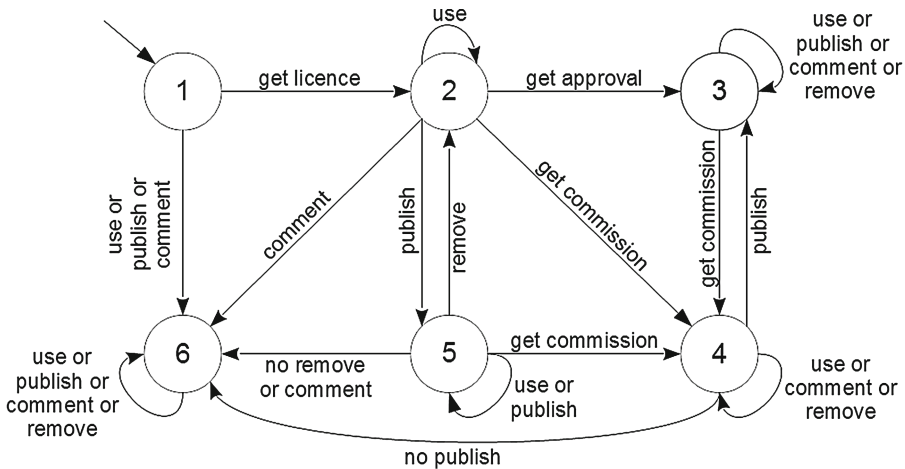 use
use or
publish or
comment or
remove
1
get licence
2
get approval
3
use or
publish or
comment
comment
publish
remove
get commission
get commission
publish
6
no remove
or comment
5
get commission
4
use or
publish or
comment or
remove
use or
publish
use or
comment or
remove
no publish